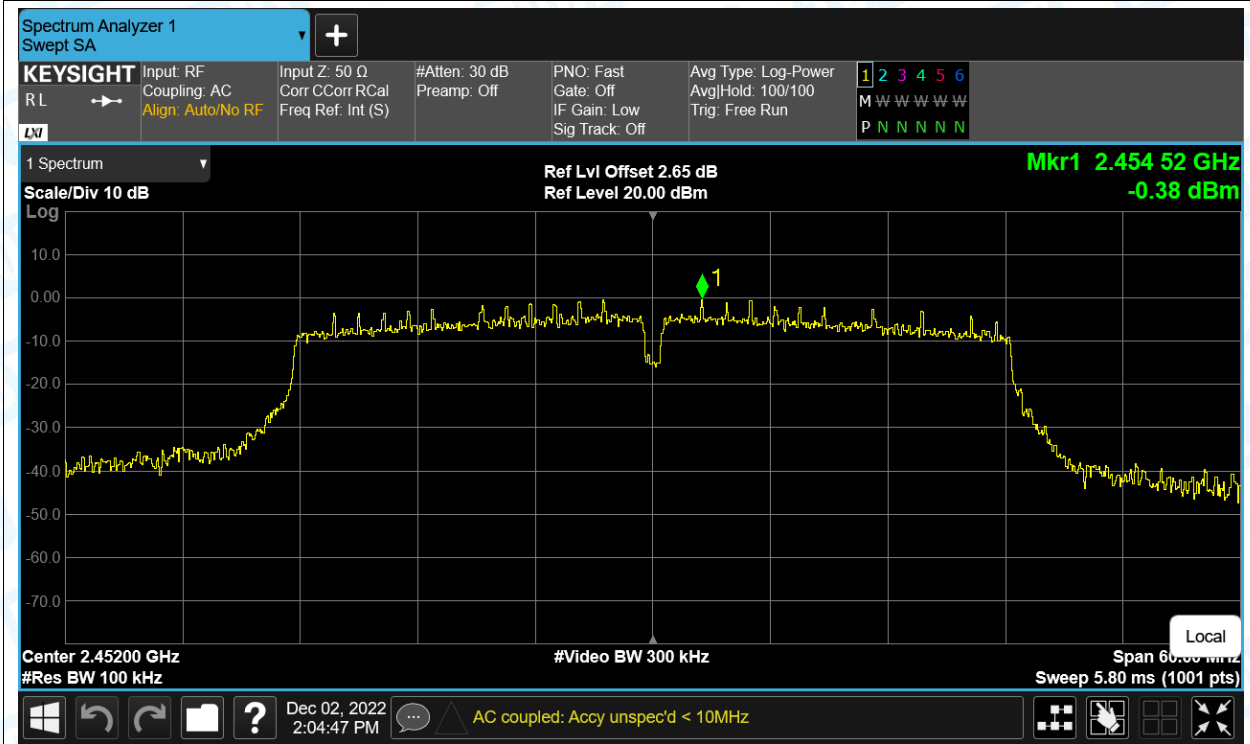 Spectrum Analyzer 1
Swept SA
KEYSIGHT
R L
LXI
Input: RF
Coupling: AC
Align: Auto/No RF
Input Z: 50 Ω
Corr CCorr RCal
Freq Ref: Int (S)
#Atten: 30 dB
Preamp: Off
PNO: Fast
Gate: Off
IF Gain: Low
Sig Track: Off
Avg Type: Log-Power
Avg|Hold: 100/100
Trig: Free Run
1 2 3 4 5 6
M W W W W W
P N N N N N
1 Spectrum
Scale/Div 10 dB
Log
Ref Lvl Offset 2.65 dB
Ref Level 20.00 dBm
Mkr1 2.454 52 GHz
-0.38 dBm
1
10.0
0.00
-10.0
-20.0
-30.0
-40.0
-50.0
-60.0
-70.0
Local
Center 2.45200 GHz
#Res BW 100 kHz
#Video BW 300 kHz
Span 60.00 MHz
Sweep 5.80 ms (1001 pts)
?
Dec 02, 2022
2:04:47 PM
AC coupled: Accy unspec'd < 10MHz